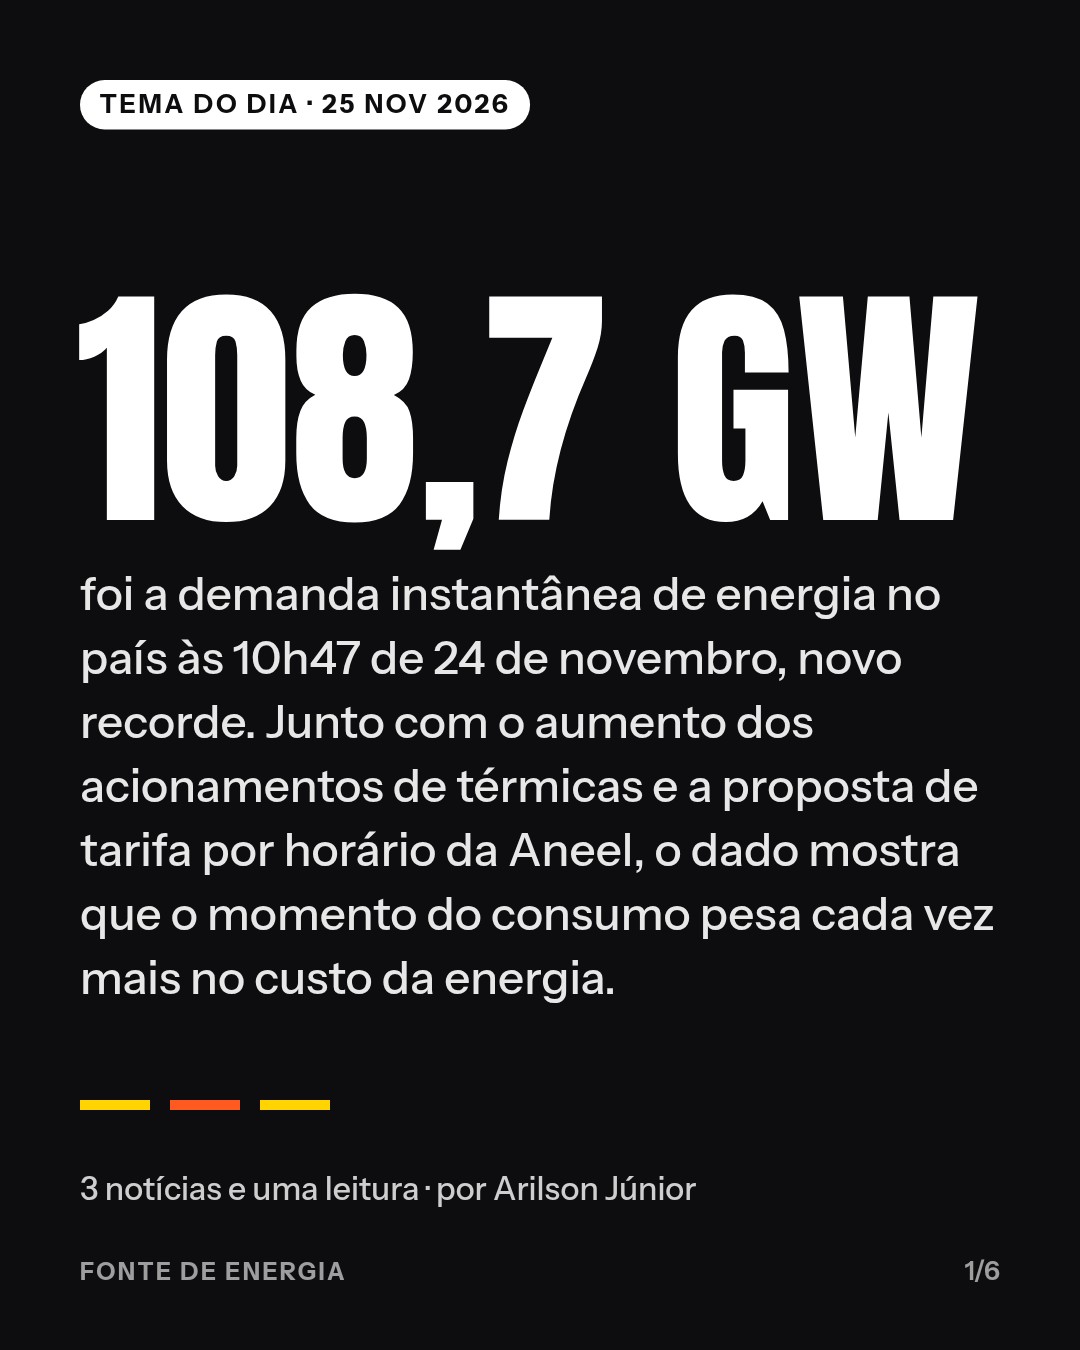 TEMA DO DIA · 25 NOV 2026
108,7 GW
foi a demanda instantânea de energia no
país às 10h47 de 24 de novembro, novo
recorde. Junto com o aumento dos
acionamentos de térmicas e a proposta de
tarifa por horário da Aneel, o dado mostra
que o momento do consumo pesa cada vez
mais no custo da energia.
3 notícias e uma leitura · por Arilson Júnior
FONTE DE ENERGIA
1/6